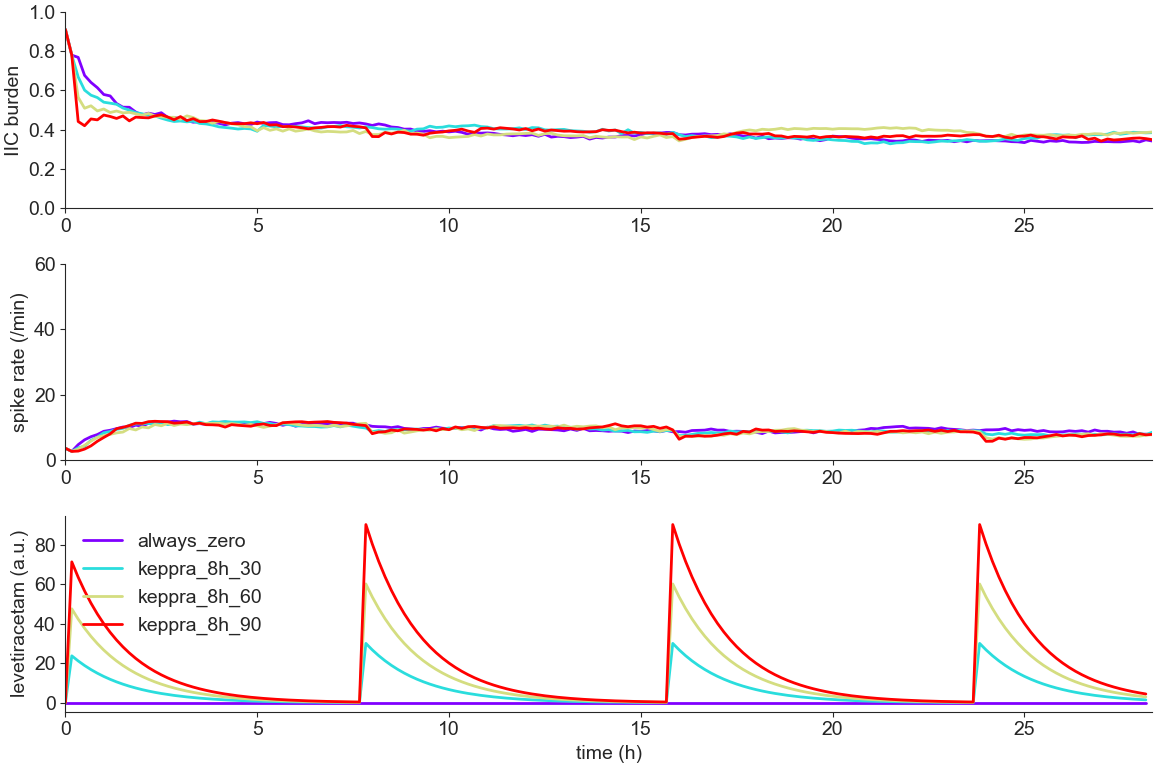 1.0
0.8
0.6
0.4
0.2
0.0
IIC burden
0 5 10 15 20 25
60
40
20
0
spike rate (/min)
0 5 10 15 20 25
80
60
40
20
0
levetiracetam (a.u.)
always_zero
keppra_8h_30
keppra_8h_60
keppra_8h_90
0 5 10 15 20 25
time (h)